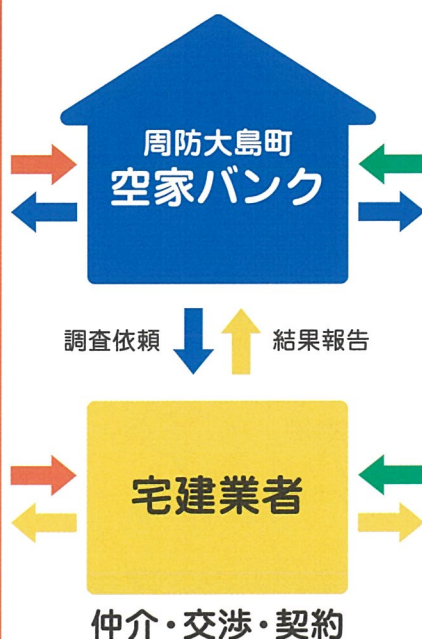 周防大島町
空家バンク
調査依頼
結果報告
宅建業者
仲介・交渉・契約